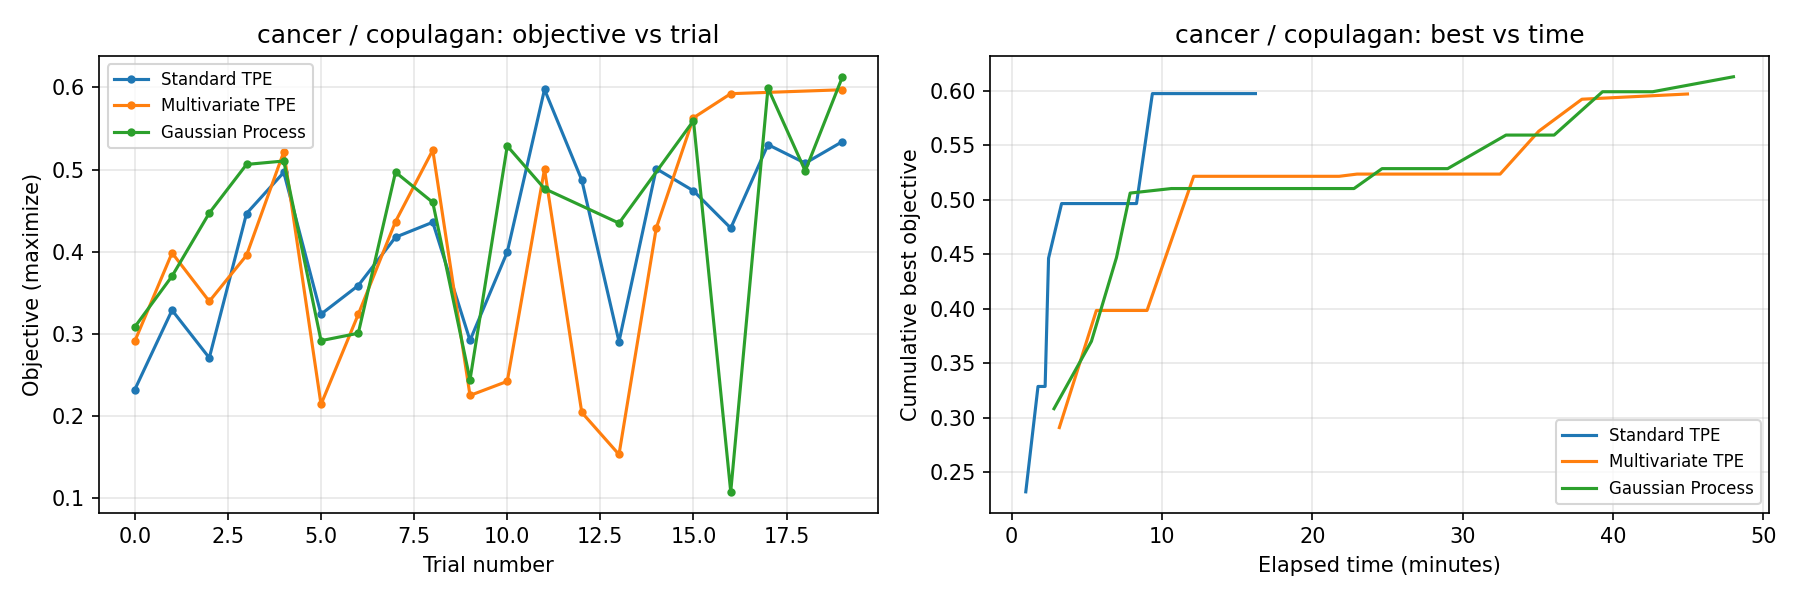 cancer / copulagan: objective vs trial
Objective (maximize)
0.6
0.5
0.4
0.3
0.2
0.1
Standard TPE
Multivariate TPE
Gaussian Process
0.0 2.5 5.0 7.5 10.0 12.5 15.0 17.5
Trial number
cancer / copulagan: best vs time
Cumulative best objective
0.60
0.55
0.50
0.45
0.40
0.35
0.30
0.25
Standard TPE
Multivariate TPE
Gaussian Process
0 10 20 30 40 50
Elapsed time (minutes)